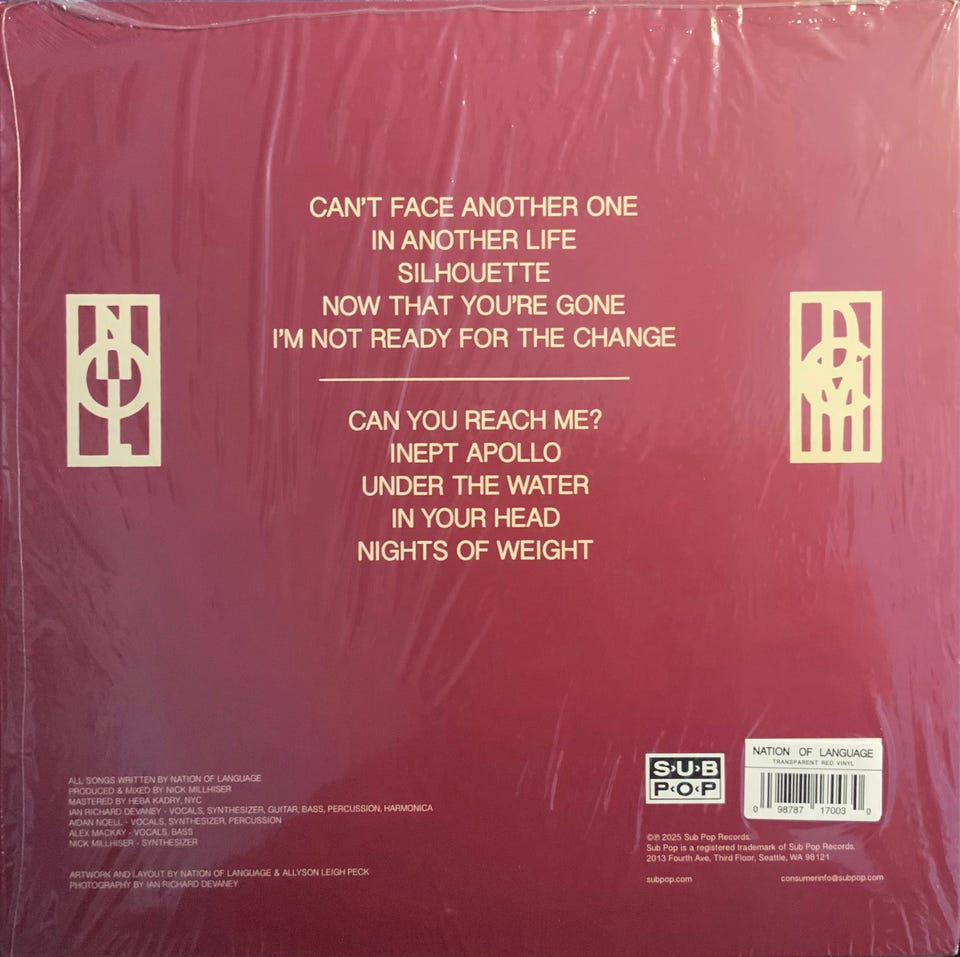 CAN'T FACE ANOTHER ONE
IN ANOTHER LIFE
SILHOUETTE
NOW THAT YOU'RE GONE
I'M NOT READY FOR THE CHANGE
NOL
DCM
CAN YOU REACH ME?
INEPT APOLLO
UNDER THE WATER
IN YOUR HEAD
NIGHTS OF WEIGHT
ALL SONGS WRITTEN BY NATION OF LANGUAGE
PRODUCED & MIXED BY NICK MILLHISER
MASTERED BY HEBA KADRY, NYC
IAN RICHARD DEVANEY - VOCALS, SYNTHESIZER, GUITAR, BASS, PERCUSSION, HARMONICA
AIDAN NOELL - VOCALS, SYNTHESIZER, PERCUSSION
ALEX MACKAY - VOCALS, BASS
NICK MILLHISER - SYNTHESIZER
ARTWORK AND LAYOUT BY NATION OF LANGUAGE & ALLYSON LEIGH PECK
PHOTOGRAPHY BY IAN RICHARD DEVANEY
SUB
POP
NATION OF LANGUAGE
TRANSPARENT RED VINYL
0 98787 17003 0
©℗ 2025 Sub Pop Records.
Sub Pop is a registered trademark of Sub Pop Records.
2013 Fourth Ave, Third Floor, Seattle, WA 98121
subpop.com
consumerinfo@subpop.com